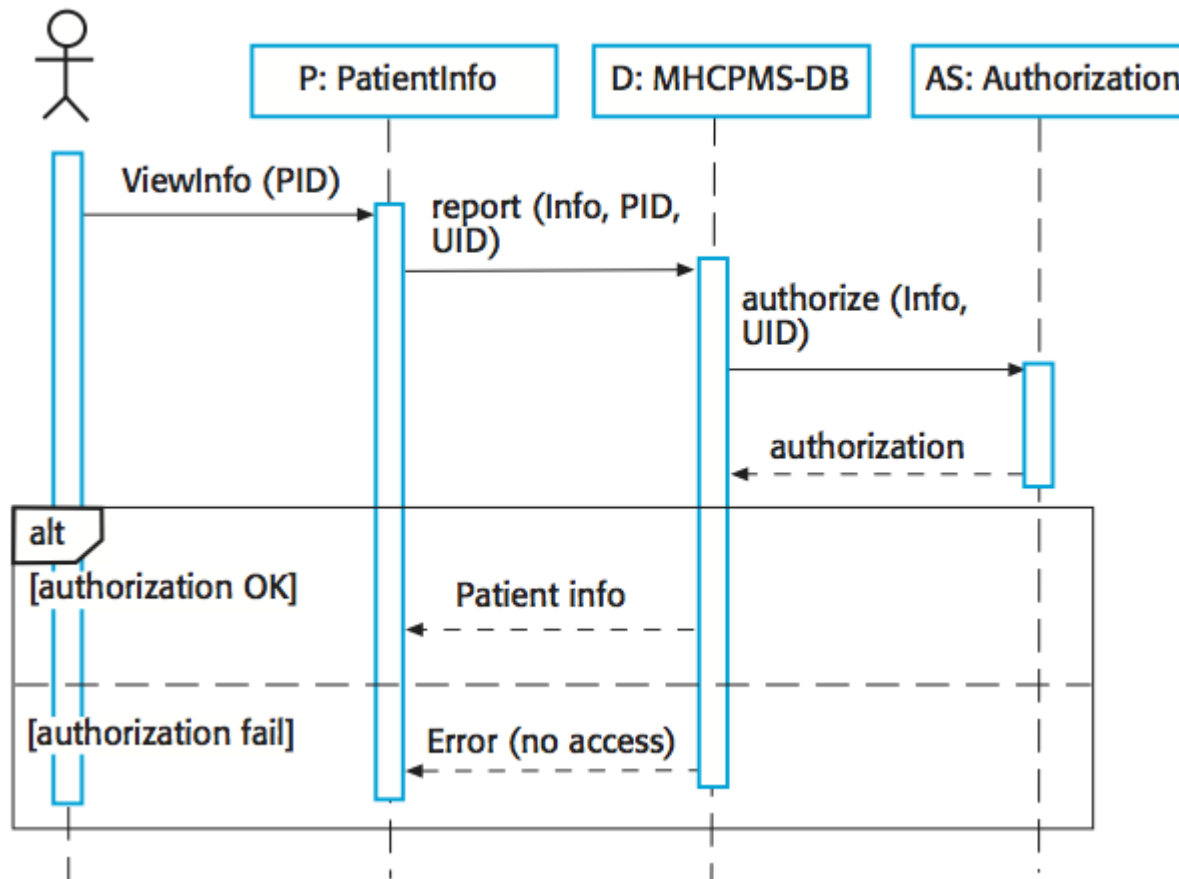 P: PatientInfo
D: MHCPMS-DB
AS: Authorization
ViewInfo (PID)
report (Info, PID,
UID)
authorize (Info,
UID)
authorization
alt
[authorization OK]
Patient info
[authorization fail]
Error (no access)